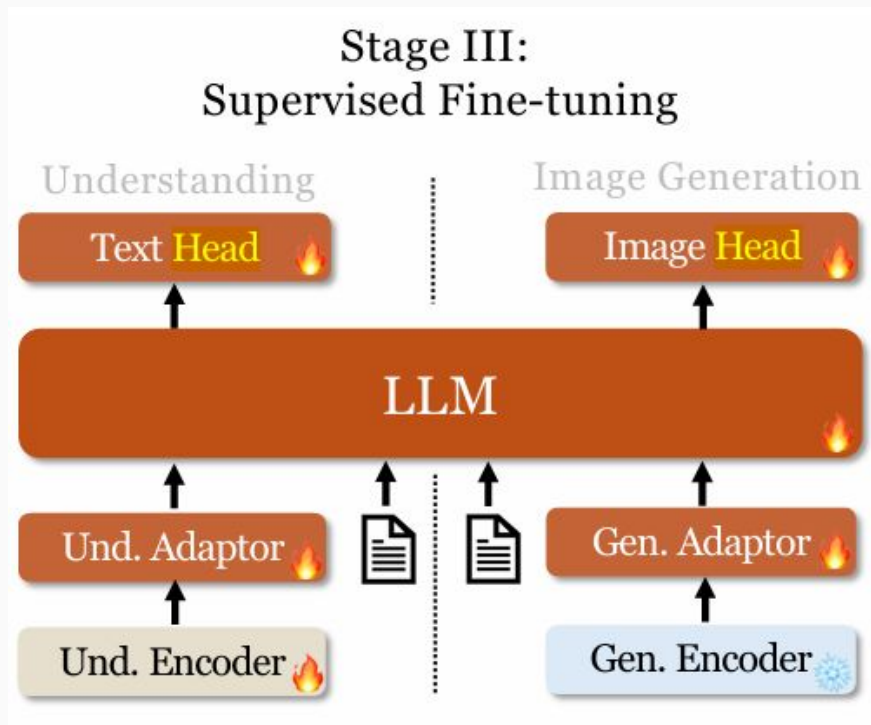 Stage III:
Supervised Fine-tuning
Understanding
Image Generation
Text Head
Image Head
LLM
Und. Adaptor
Gen. Adaptor
Und. Encoder
Gen. Encoder